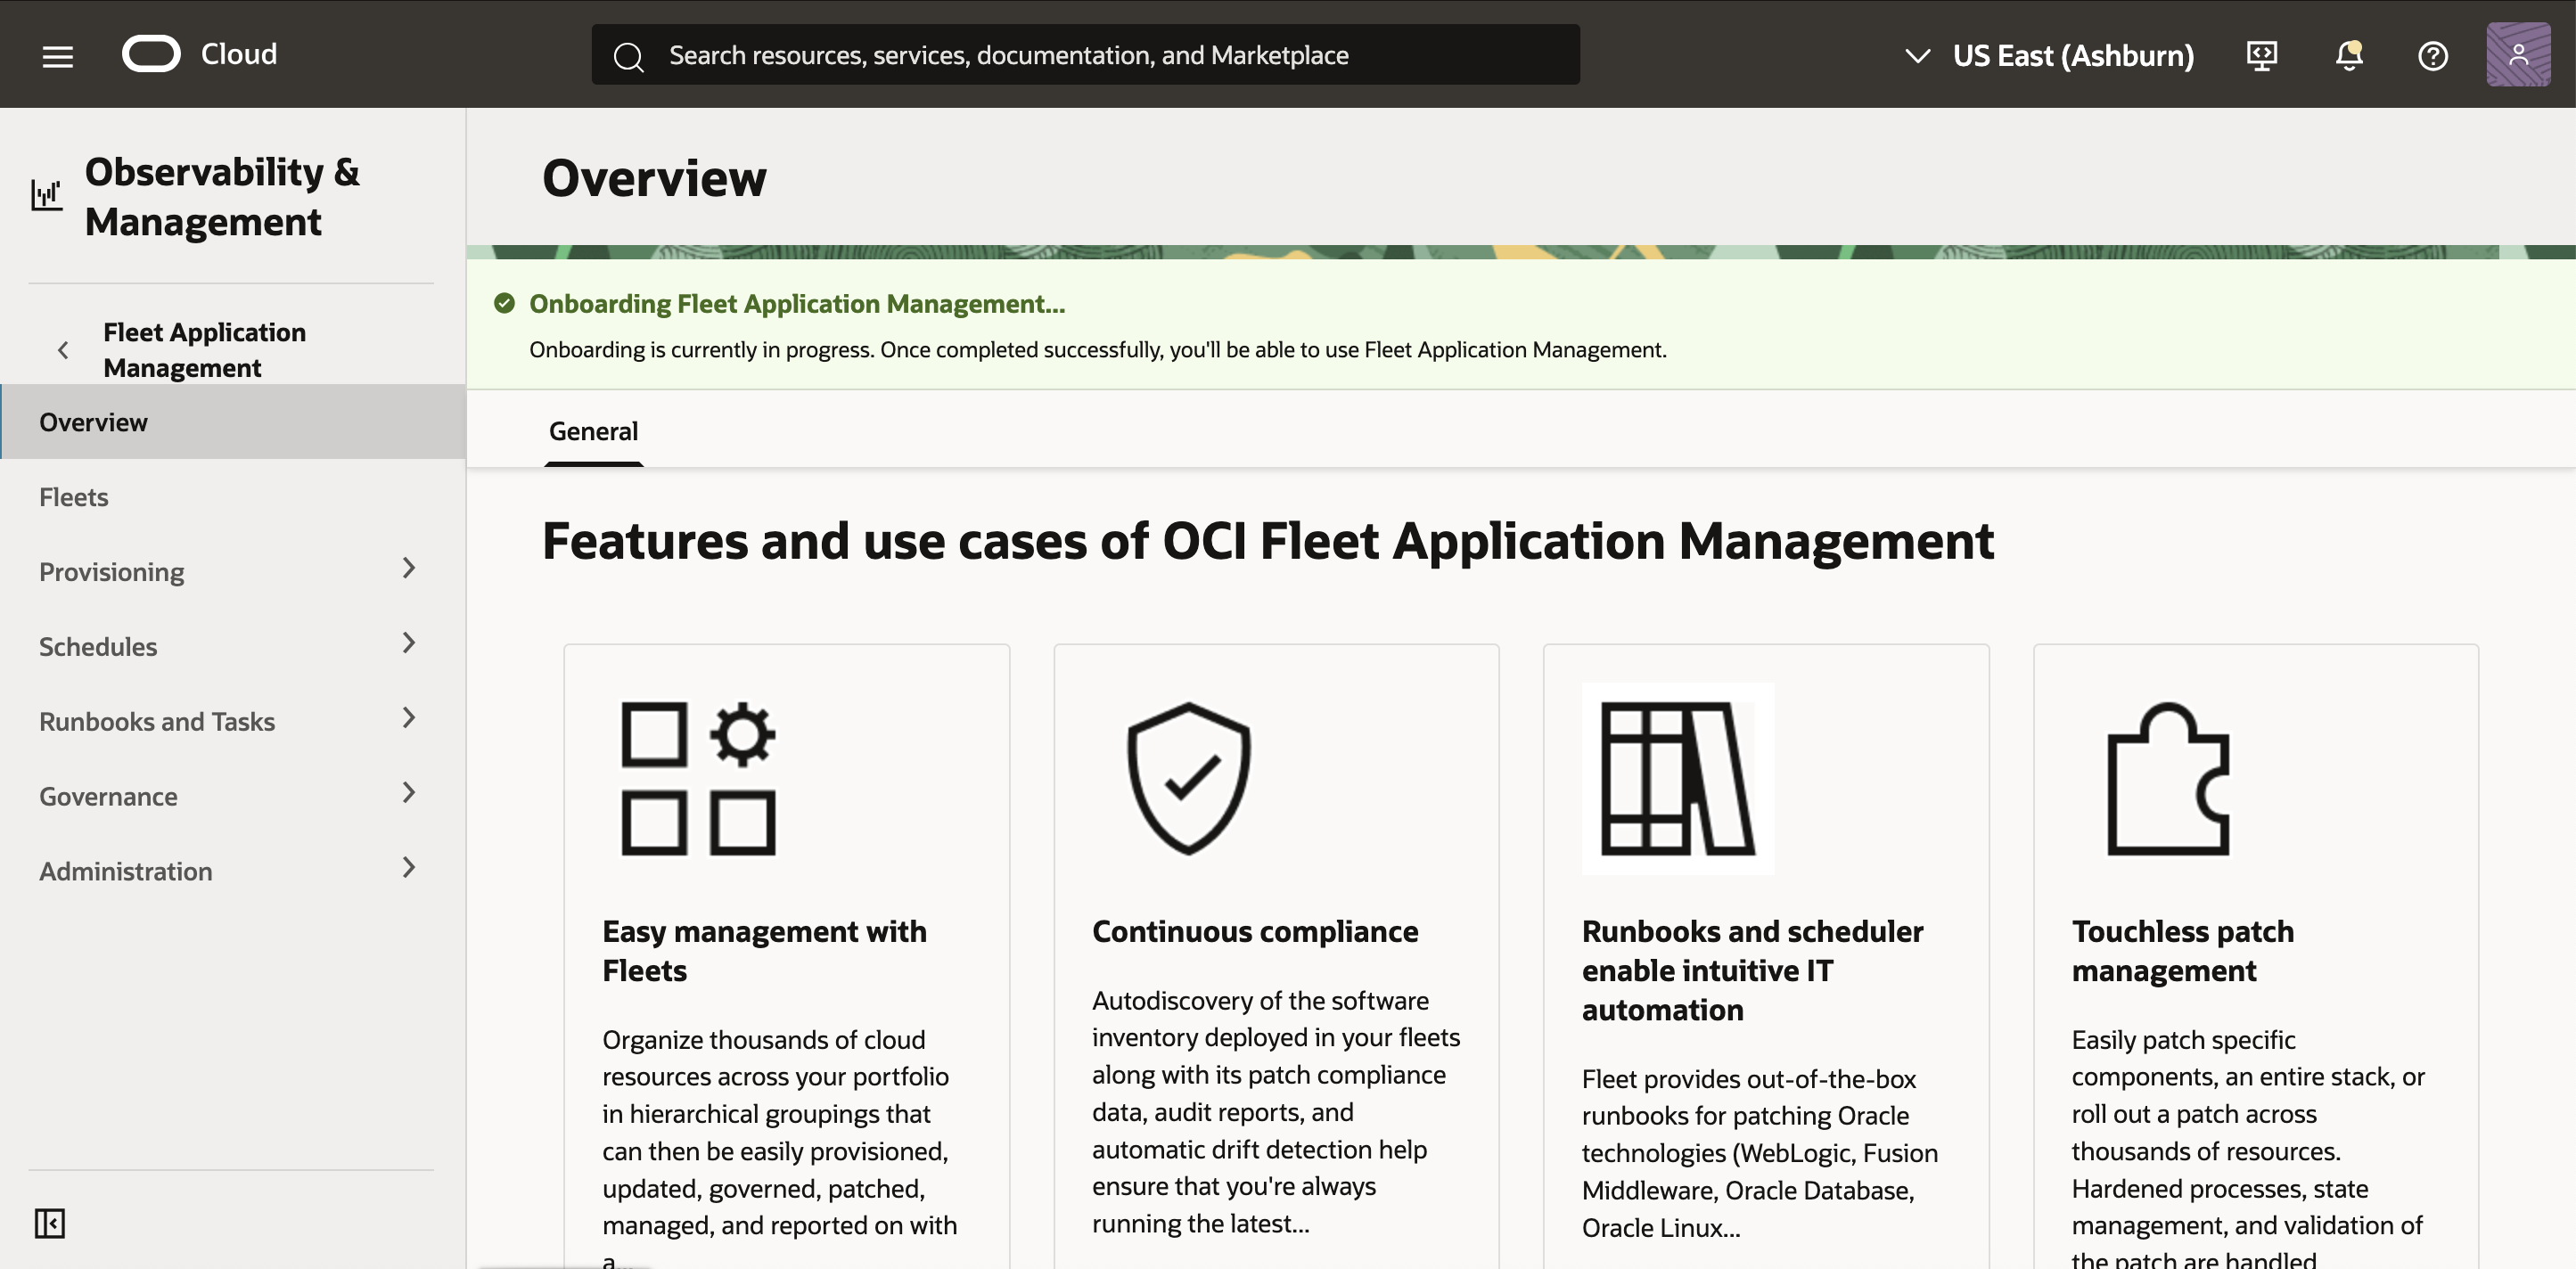 Cloud
Search resources, services, documentation, and Marketplace
US East (Ashburn)
Observability &
Management
Fleet Application
Management
Overview
Fleets
Provisioning
Schedules
Runbooks and Tasks
Governance
Administration
Overview
Onboarding Fleet Application Management...
Onboarding is currently in progress. Once completed successfully, you'll be able to use Fleet Application Management.
General
Features and use cases of OCI Fleet Application Management
Easy management with
Fleets
Organize thousands of cloud
resources across your portfolio
in hierarchical groupings that
can then be easily provisioned,
updated, governed, patched,
managed, and reported on with
a...
Continuous compliance
Autodiscovery of the software
inventory deployed in your fleets
along with its patch compliance
data, audit reports, and
automatic drift detection help
ensure that you're always
running the latest...
Runbooks and scheduler
enable intuitive IT
automation
Fleet provides out-of-the-box
runbooks for patching Oracle
technologies (WebLogic, Fusion
Middleware, Oracle Database,
Oracle Linux...
Touchless patch
management
Easily patch specific
components, an entire stack, or
roll out a patch across
thousands of resources.
Hardened processes, state
management, and validation of
the patch are handled